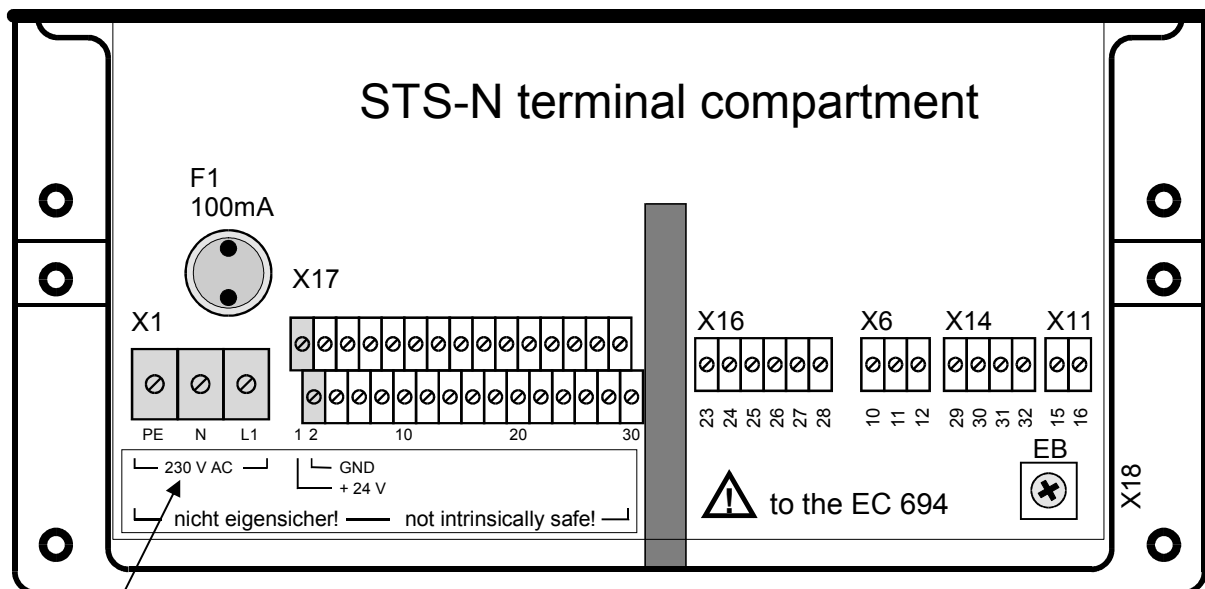 STS-N terminal compartment
F1
100mA
X17
X1
X16 X6 X14 X11
PE N L1
1 2 10 20 30
23 24 25 26 27 28 10 11 12 29 30 31 32 15 16
230 V AC
GND
+ 24 V
nicht eigensicher! not intrinsically safe!
to the EC 694
EB
X18